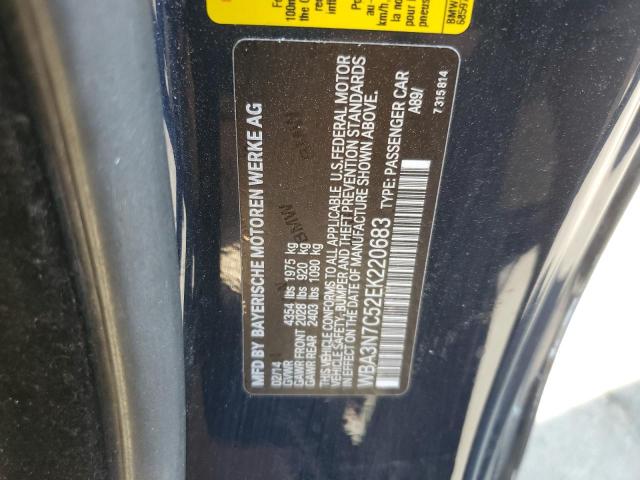 MFD BY BAYERISCHE MOTOREN WERKE AG
02/14
GVWR 4354 lbs 1975 kg
GAWR FRONT 2028 lbs 920 kg
GAWR REAR 2403 lbs 1090 kg
THIS VEHICLE CONFORMS TO ALL APPLICABLE U.S. FEDERAL MOTOR
VEHICLE SAFETY, BUMPER AND THEFT PREVENTION STANDARDS
IN EFFECT ON THE DATE OF MANUFACTURE SHOWN ABOVE.
WBA3N7C52EK220683 TYPE: PASSENGER CAR
A89/
7 315 814
BMW